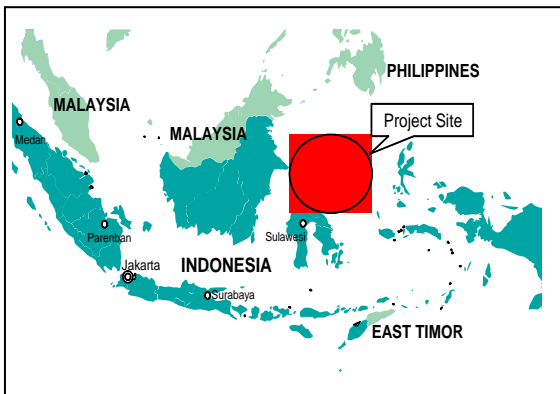 PHILIPPINES
MALAYSIA
Project Site
MALAYSIA
Medan
Parenban
Sulawesi
Jakarta
INDONESIA
Surabaya
EAST TIMOR